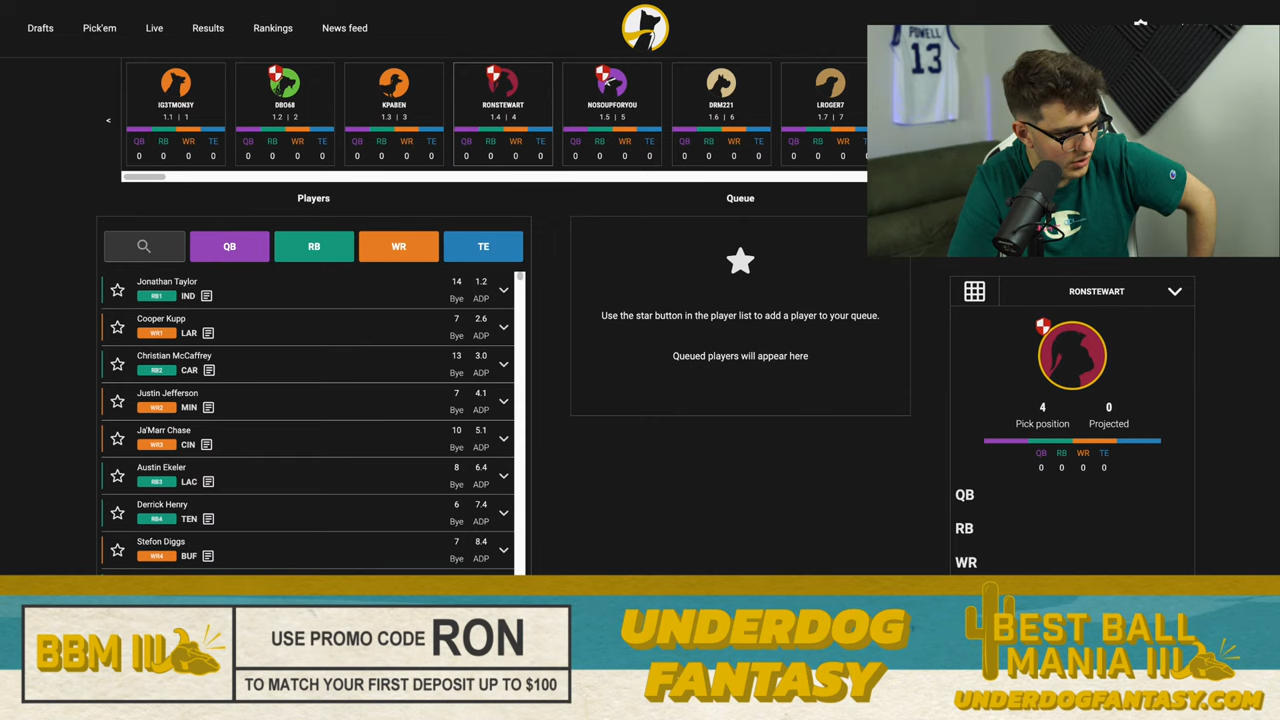 Drafts Pick'em Live Results Rankings News feed
POWELL
13
IG3TMON3Y DBO68 KPABEN RONSTEWART NOSOUPFORYOU DRM221 LROGER7
1.1 | 1 1.2 | 2 1.3 | 3 1.4 | 4 1.5 | 5 1.6 | 6 1.7 | 7
QB RB WR TE QB RB WR TE QB RB WR TE QB RB WR TE QB RB WR TE QB RB WR TE QB RB WR
0 0 0 0 0 0 0 0 0 0 0 0 0 0 0 0 0 0 0 0 0 0 0 0 0 0 0
<
Players
QB RB WR TE
Jonathan Taylor 14 1.2
RB1 IND Bye ADP
Cooper Kupp 7 2.6
WR1 LAR Bye ADP
Christian McCaffrey 13 3.0
RB2 CAR Bye ADP
Justin Jefferson 7 4.1
WR2 MIN Bye ADP
Ja'Marr Chase 10 5.1
WR3 CIN Bye ADP
Austin Ekeler 8 6.4
RB3 LAC Bye ADP
Derrick Henry 6 7.4
RB4 TEN Bye ADP
Stefon Diggs 7 8.4
WR4 BUF Bye ADP
Queue
Use the star button in the player list to add a player to your queue.
Queued players will appear here
RONSTEWART
4 0
Pick position Projected
QB RB WR TE
0 0 0 0
QB
RB
WR
BBM III
USE PROMO CODE RON
TO MATCH YOUR FIRST DEPOSIT UP TO $100
UNDERDOG
FANTASY
BEST BALL
MANIA III
UNDERDOGFANTASY.COM